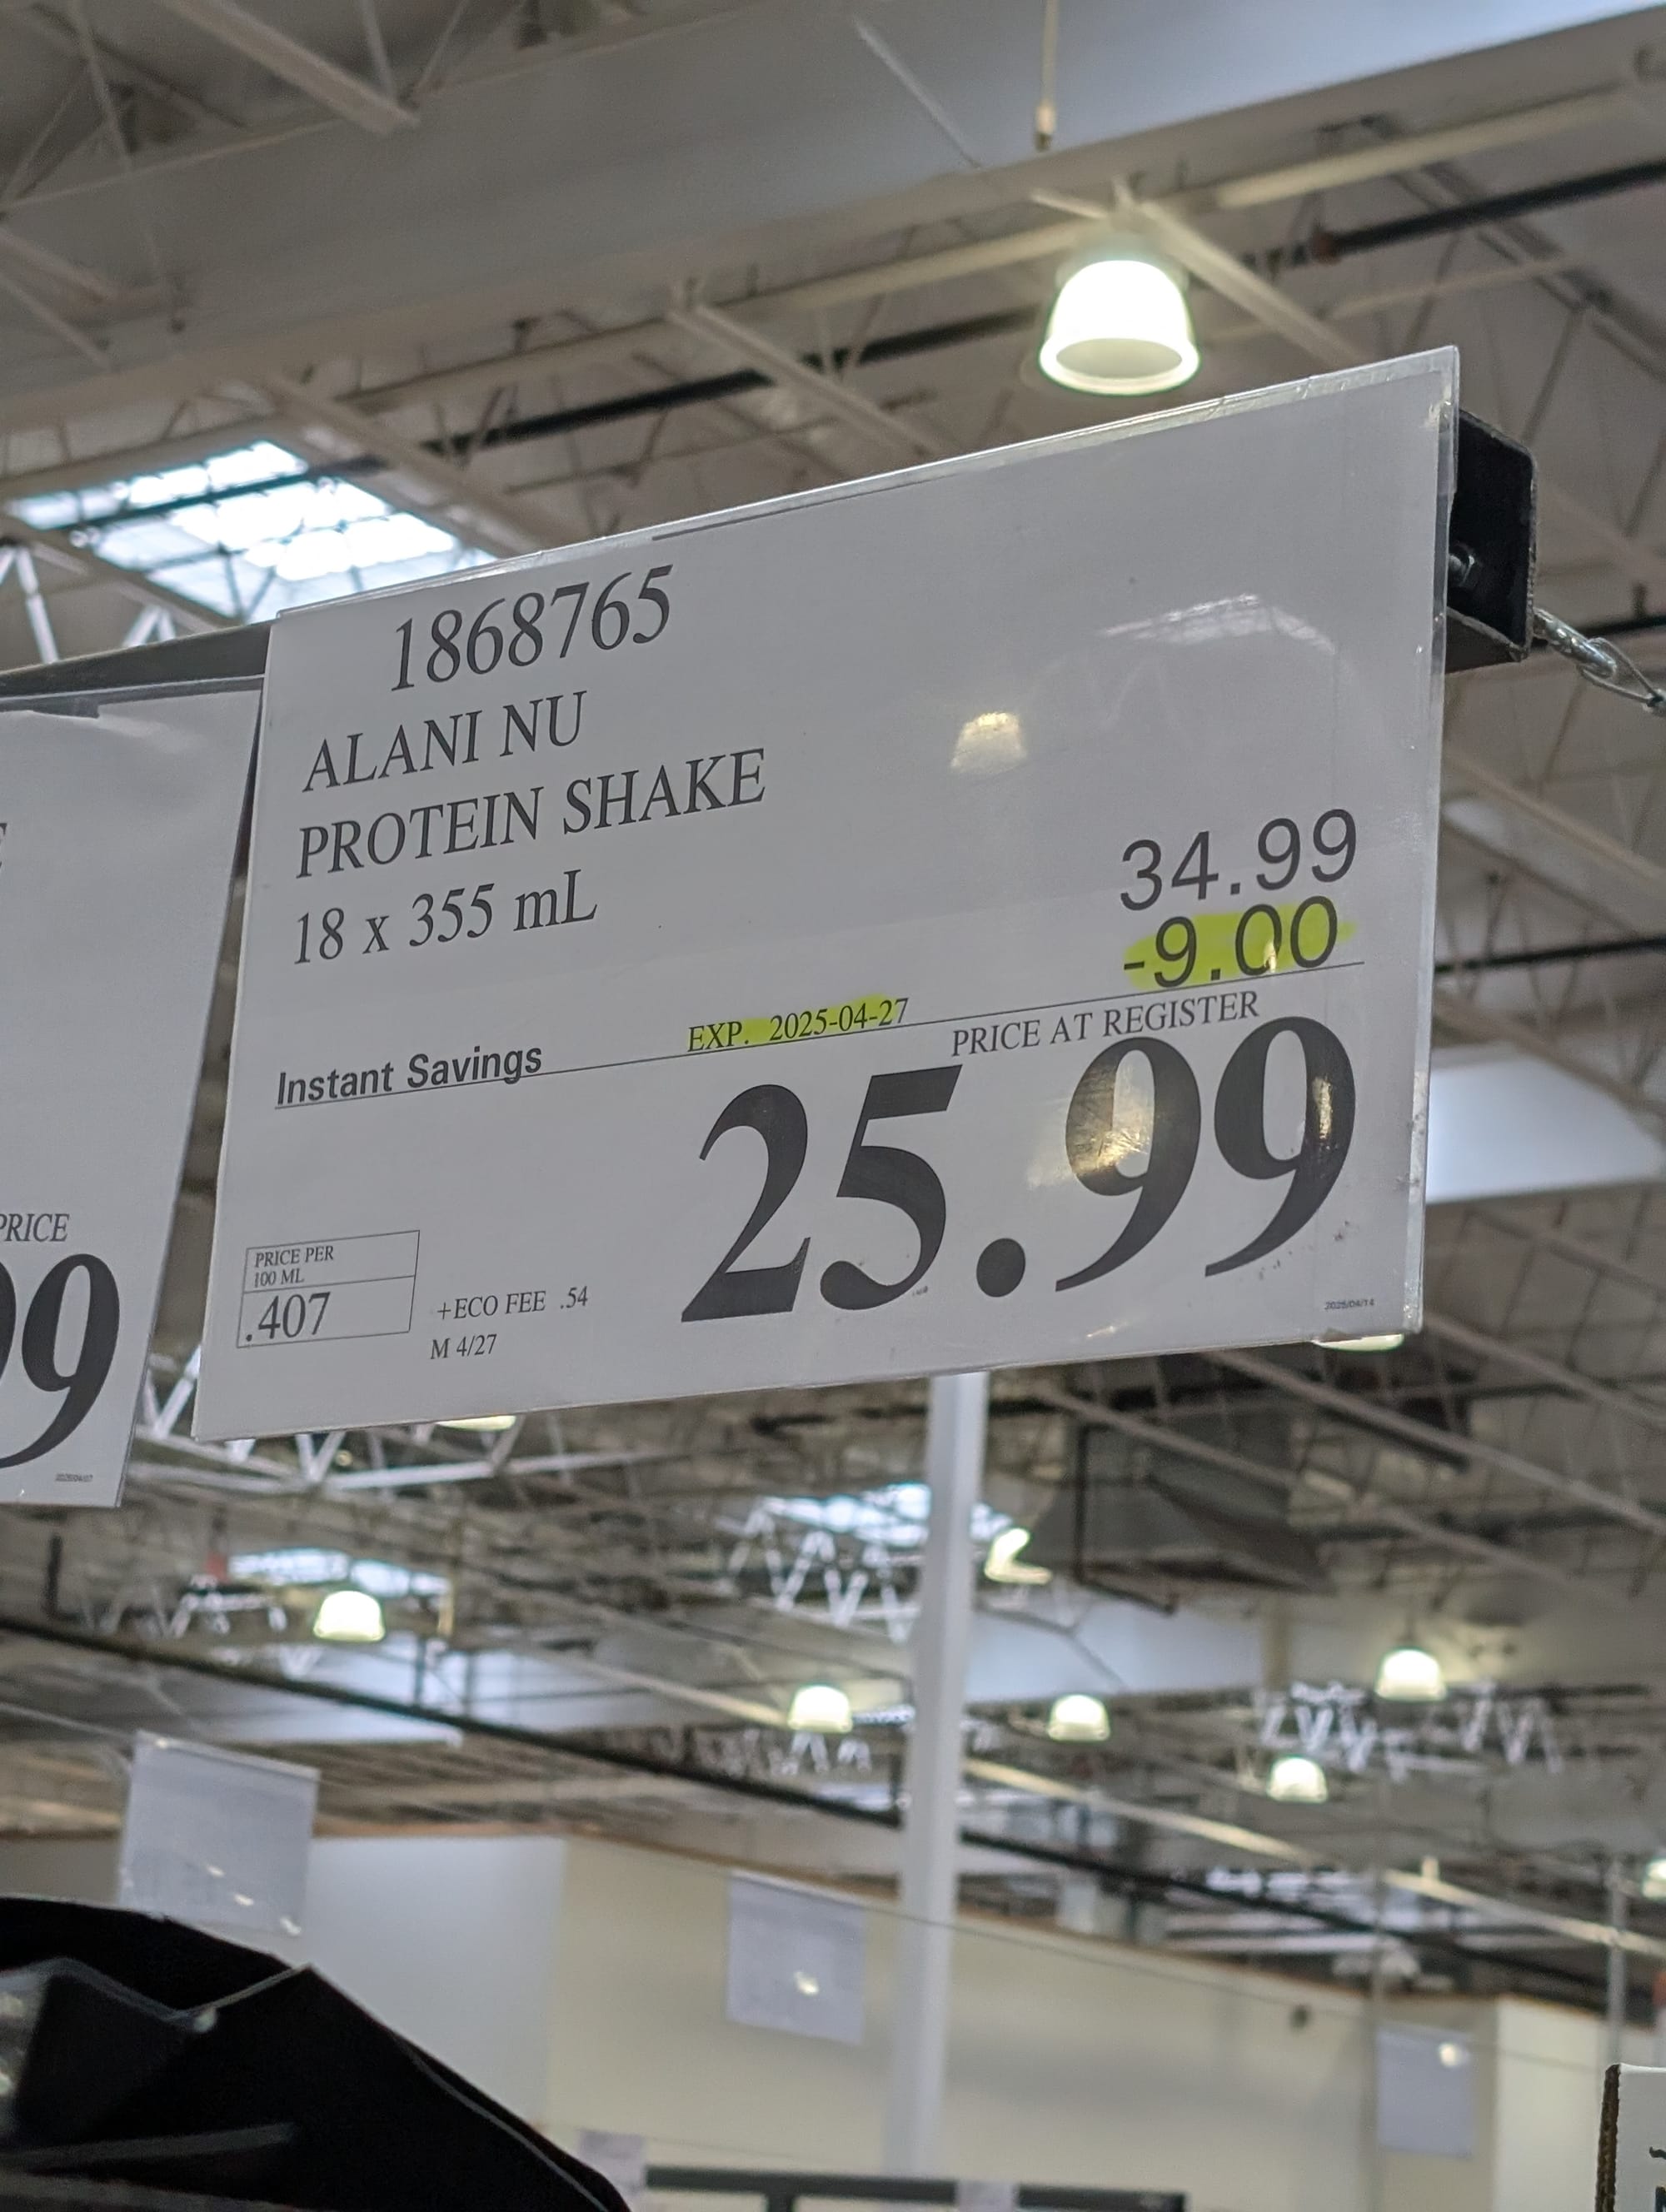 1868765
ALANI NU
PROTEIN SHAKE
18 x 355 mL
34.99
-9.00
Instant Savings EXP. 2025-04-27
PRICE AT REGISTER
25.99
PRICE PER
100 ML
.407
+ECO FEE .54
M 4/27
2025/04/14
PRICE
99